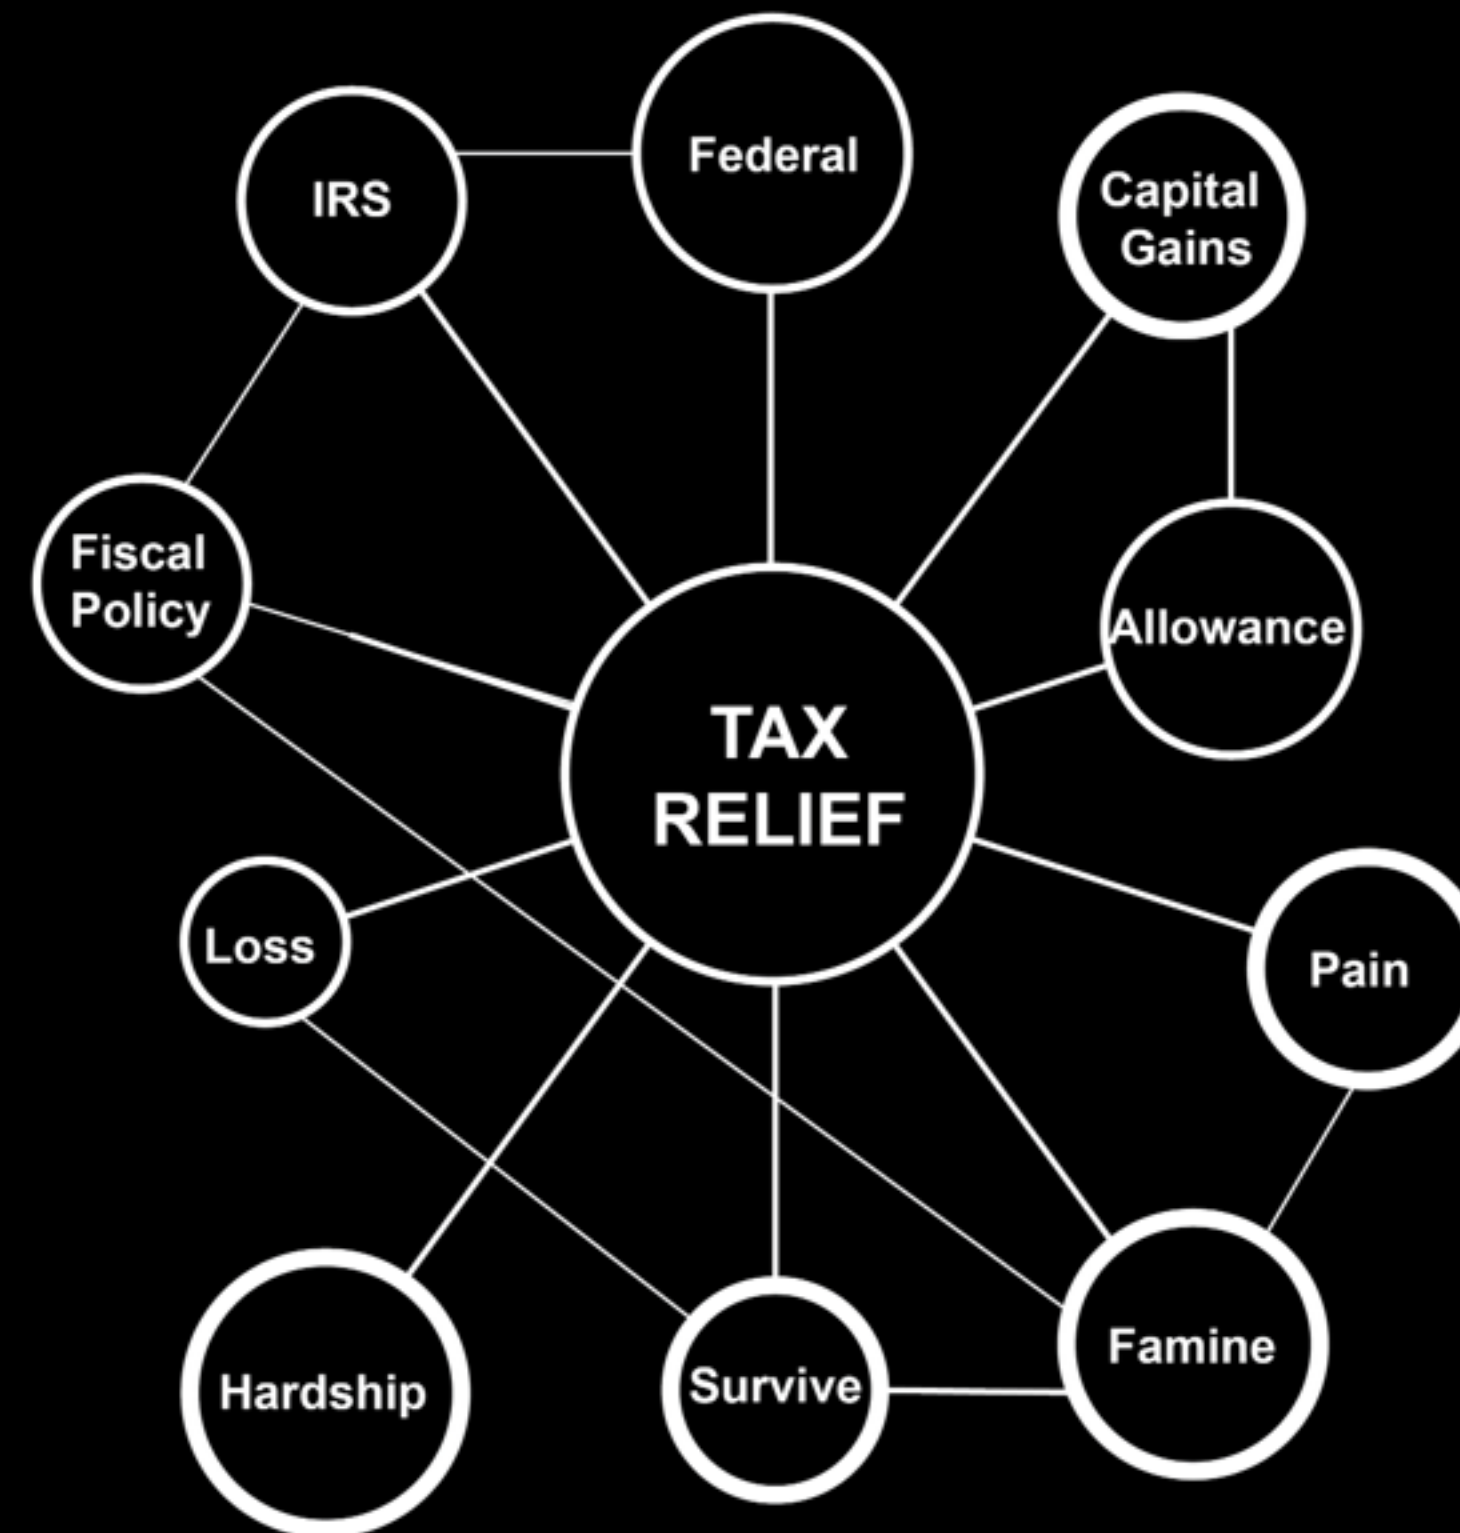 Federal
IRS
Capital
Gains
Fiscal
Policy
Allowance
TAX
RELIEF
Loss
Pain
Hardship
Survive
Famine